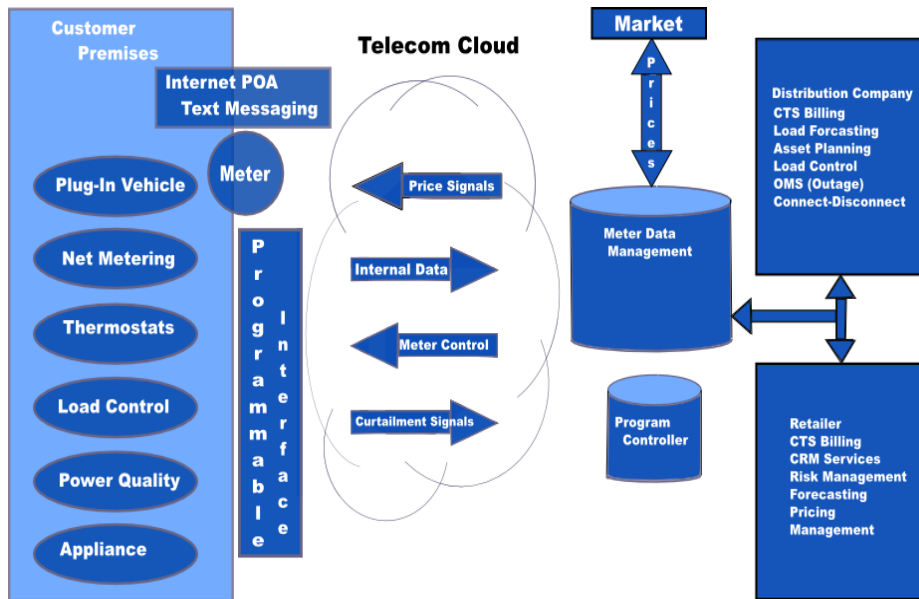 Customer
Premises
Internet POA
Text Messaging
Meter
Plug-In Vehicle
Net Metering
Thermostats
Load Control
Power Quality
Appliance
Programmable
Interface
Telecom Cloud
Price Signals
Internal Data
Meter Control
Curtailment Signals
Market
Prices
Meter Data
Management
Program
Controller
Distribution Company
CTS Billing
Load Forcasting
Asset Planning
Load Control
OMS (Outage)
Connect-Disconnect
Retailer
CTS Billing
CRM Services
Risk Management
Forecasting
Pricing
Management